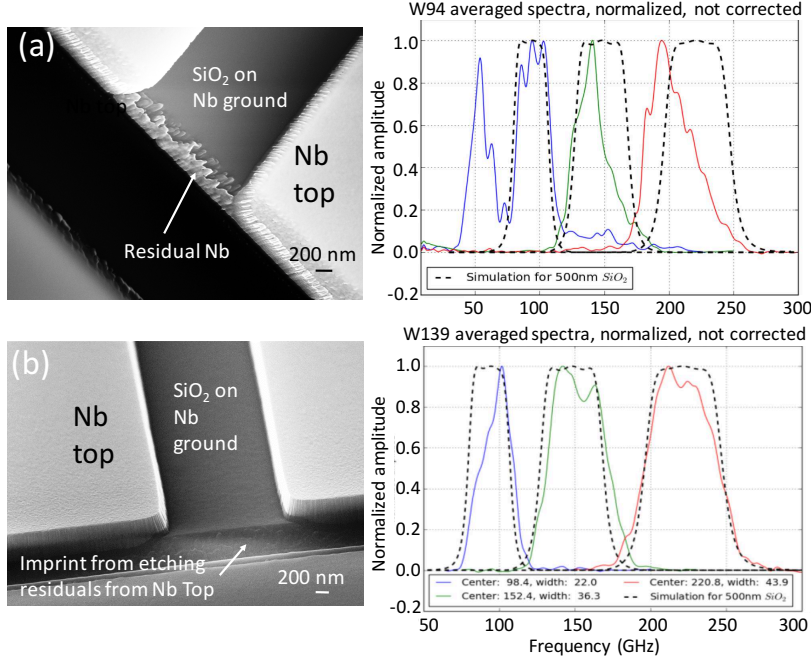 (a)
SiO₂ on
Nb ground
Nb
top
Residual Nb
200 nm
W94 averaged spectra, normalized, not corrected
Normalized amplitude
1.0
0.8
0.6
0.4
0.2
0.0
-0.2
Simulation for 500nm SiO₂
50 100 150 200 250 300
(b)
Nb
top
SiO₂ on
Nb
ground
Imprint from etching
residuals from Nb Top
200 nm
W139 averaged spectra, normalized, not corrected
Normalized amplitude
1.0
0.8
0.6
0.4
0.2
0.0
-0.2
Center: 98.4, width: 22.0
Center: 152.4, width: 36.3
Center: 220.8, width: 43.9
Simulation for 500nm SiO₂
50 100 150 200 250 300
Frequency (GHz)